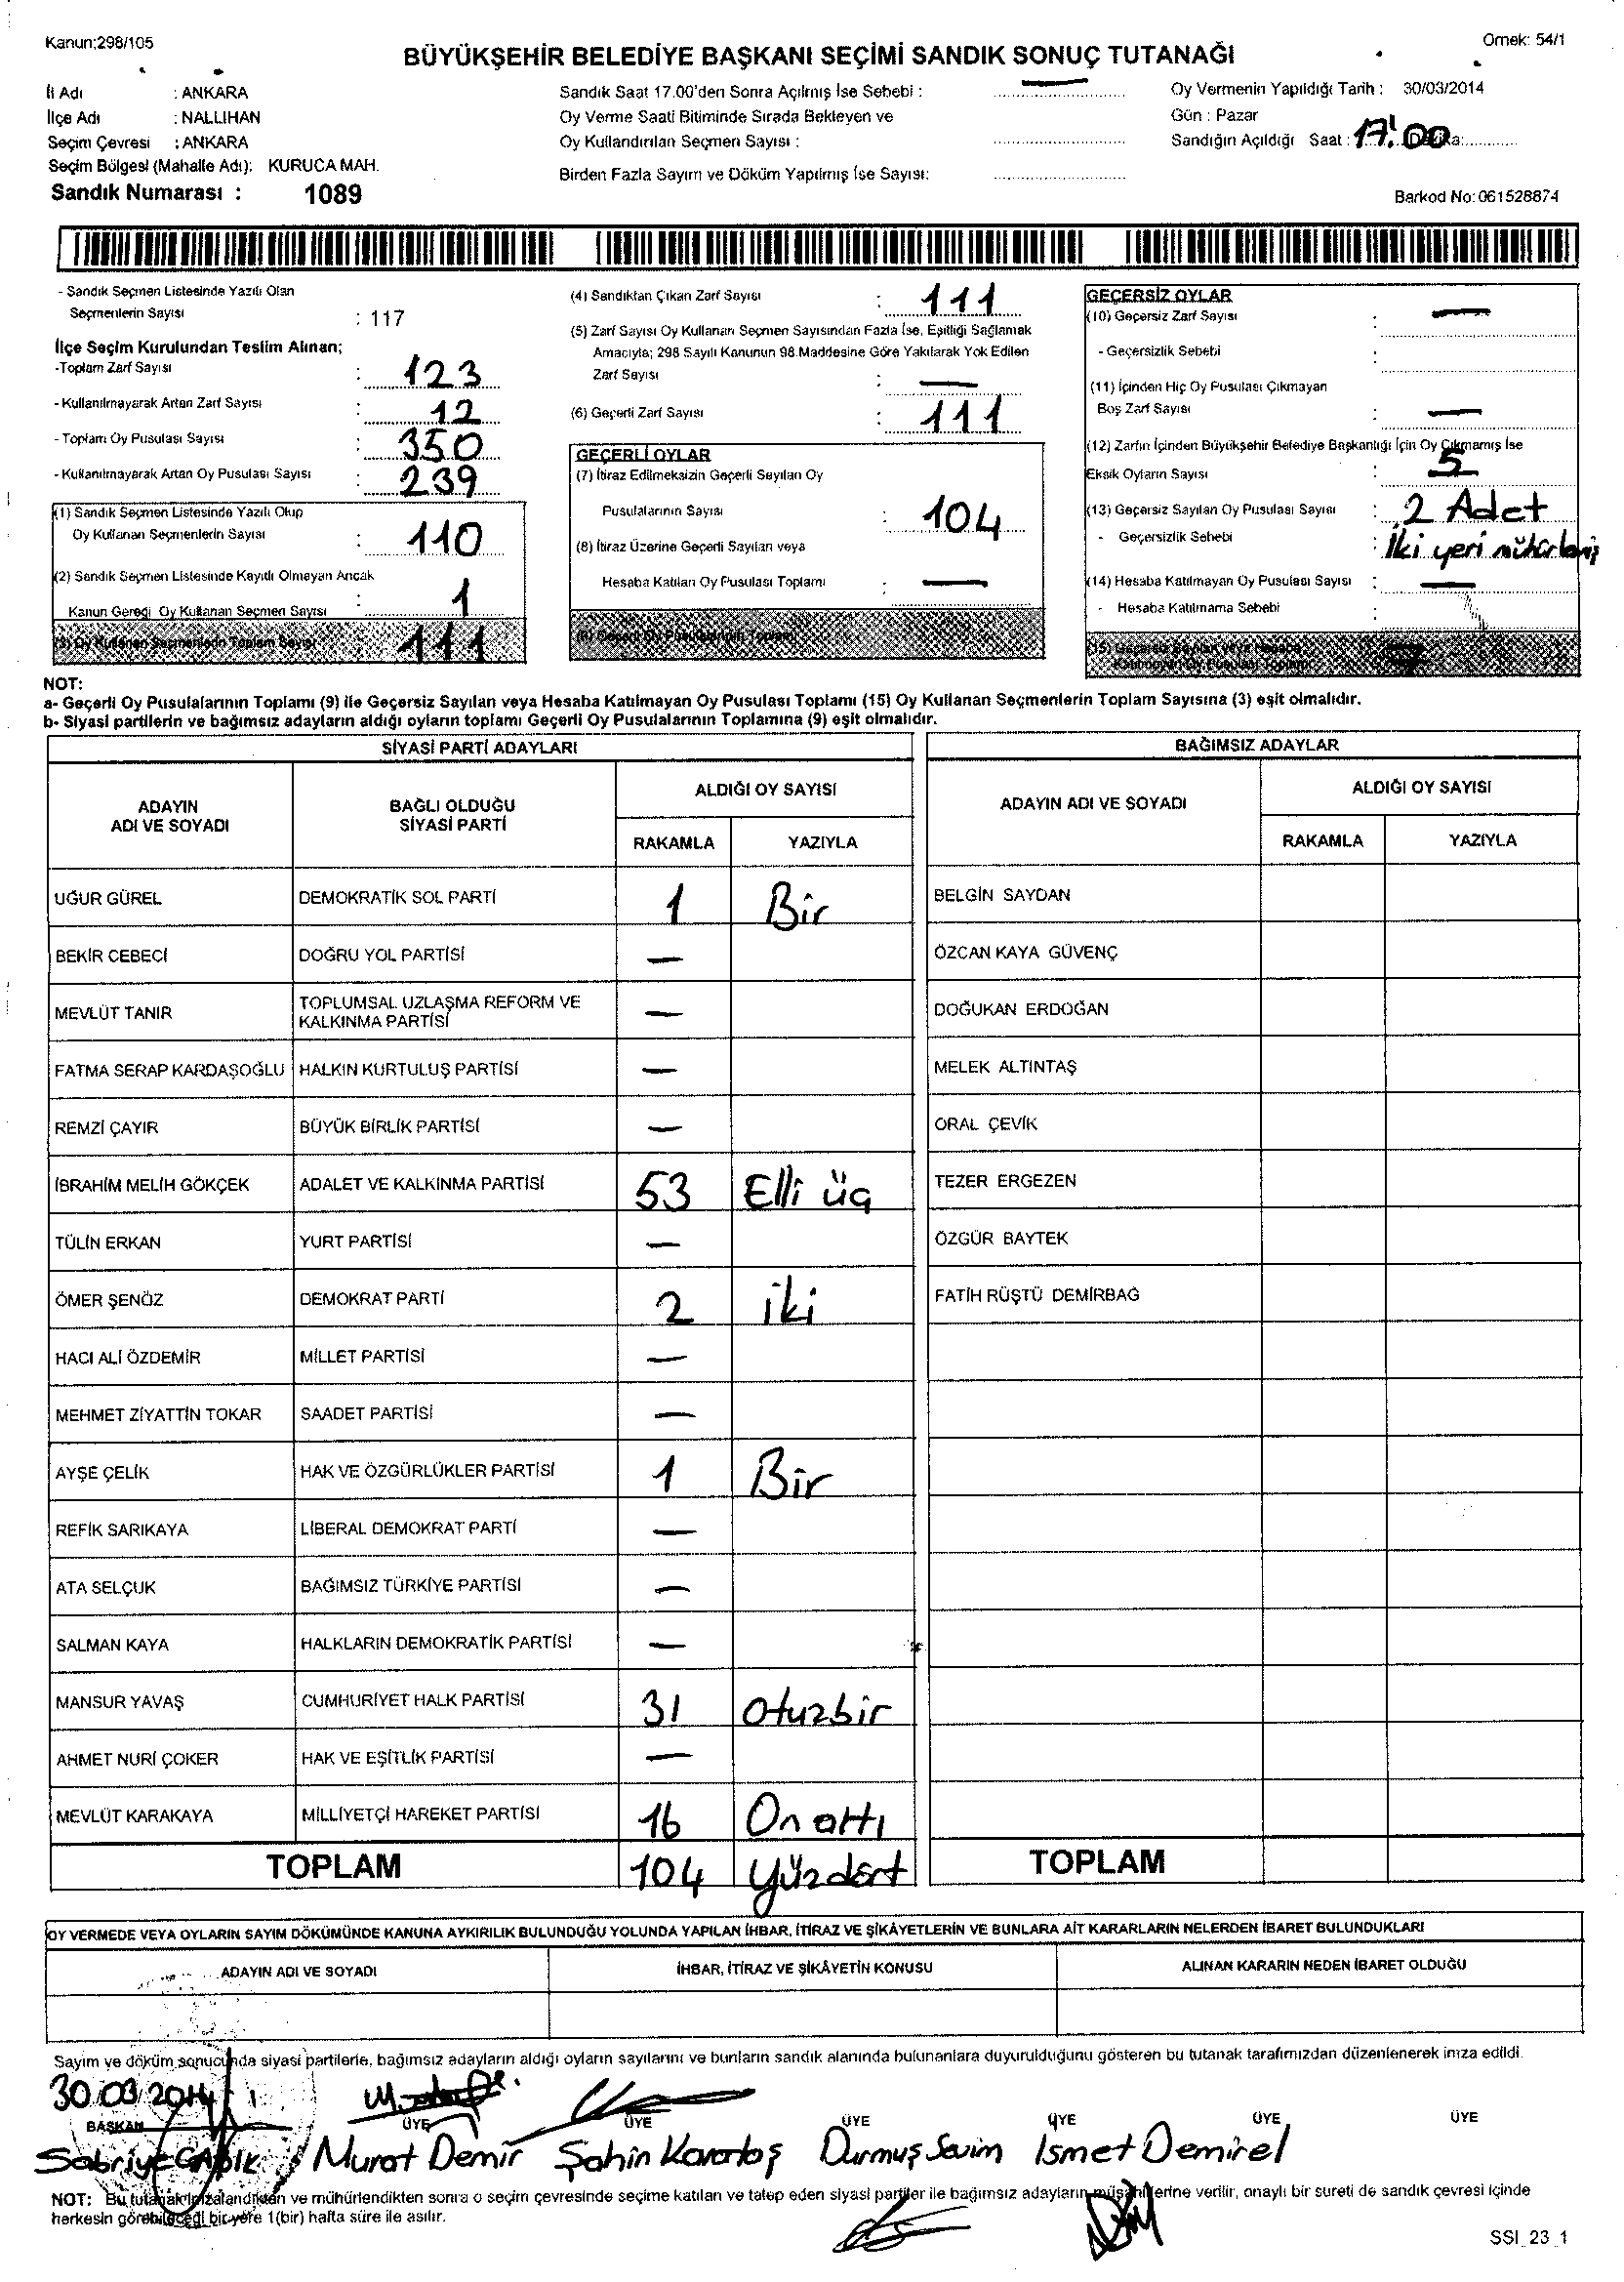 Kanun:298/105
Örnek: 54/1
BÜYÜKŞEHİR BELEDİYE BAŞKANI SEÇİMİ SANDIK SONUÇ TUTANAĞI
İl Adı : ANKARA
İlçe Adı : NALLIHAN
Seçim Çevresi : ANKARA
Seçim Bölgesi (Mahalle Adı): KURUCA MAH.
Sandık Numarası : 1089
Sandık Saat 17.00'den Sonra Açılmış İse Sebebi : —
Oy Verme Saati Bitiminde Sırada Bekleyen ve
Oy Kullandırılan Seçmen Sayısı :
Birden Fazla Sayım ve Döküm Yapılmış İse Sayısı:
Oy Vermenin Yapıldığı Tarih : 30/03/2014
Gün : Pazar
Sandığın Açıldığı Saat : 17:00
Barkod No: 061528874
- Sandık Seçmen Listesinde Yazılı Olan
Seçmenlerin Sayısı : 117
İlçe Seçim Kurulundan Teslim Alınan;
-Toplam Zarf Sayısı : 123
- Kullanılmayarak Artan Zarf Sayısı : 12
- Toplam Oy Pusulası Sayısı : 350
- Kullanılmayarak Artan Oy Pusulası Sayısı : 239
(1) Sandık Seçmen Listesinde Yazılı Olup
Oy Kullanan Seçmenlerin Sayısı : 110
(2) Sandık Seçmen Listesinde Kayıtlı Olmayan Ancak
Kanun Gereği Oy Kullanan Seçmen Sayısı : 1
(3) Oy Kullanan Seçmenlerin Toplam Sayısı 111
(4) Sandıktan Çıkan Zarf Sayısı : 111
(5) Zarf Sayısı Oy Kullanan Seçmen Sayısından Fazla İse, Eşitliği Sağlamak
Amacıyla; 298 Sayılı Kanunun 98.Maddesine Göre Yakılarak Yok Edilen
Zarf Sayısı : —
(6) Geçerli Zarf Sayısı : 111
GEÇERLİ OYLAR
(7) İtiraz Edilmeksizin Geçerli Sayılan Oy
Pusulalarının Sayısı : 104
(8) İtiraz Üzerine Geçerli Sayılan veya
Hesaba Katılan Oy Pusulası Toplamı : —
(9) Geçerli Oy Pusulalarının Toplamı
GEÇERSİZ OYLAR
(10) Geçersiz Zarf Sayısı : —
- Geçersizlik Sebebi :
(11) İçinden Hiç Oy Pusulası Çıkmayan
Boş Zarf Sayısı : —
(12) Zarfın İçinden Büyükşehir Belediye Başkanlığı İçin Oy Çıkmamış İse
Eksik Oyların Sayısı : 5
(13) Geçersiz Sayılan Oy Pusulası Sayısı : 2 Adet
- Geçersizlik Sebebi : İki yeri mühürlemiş
(14) Hesaba Katılmayan Oy Pusulası Sayısı : —
- Hesaba Katılmama Sebebi :
(15) Geçersiz Sayılan veya Hesaba
Katılmayan Oy Pusulası Toplamı
NOT:
a- Geçerli Oy Pusulalarının Toplamı (9) ile Geçersiz Sayılan veya Hesaba Katılmayan Oy Pusulası Toplamı (15) Oy Kullanan Seçmenlerin Toplam Sayısına (3) eşit olmalıdır.
b- Siyasi partilerin ve bağımsız adayların aldığı oyların toplamı Geçerli Oy Pusulalarının Toplamına (9) eşit olmalıdır.
SİYASİ PARTİ ADAYLARI
ADAYIN ADI VE SOYADI BAĞLI OLDUĞU SİYASİ PARTİ ALDIĞI OY SAYISI
RAKAMLA YAZIYLA
UĞUR GÜREL DEMOKRATİK SOL PARTİ 1 Bir
BEKİR CEBECİ DOĞRU YOL PARTİSİ —
MEVLÜT TANIR TOPLUMSAL UZLAŞMA REFORM VE KALKINMA PARTİSİ —
FATMA SERAP KARDAŞOĞLU HALKIN KURTULUŞ PARTİSİ —
REMZİ ÇAYIR BÜYÜK BİRLİK PARTİSİ —
İBRAHİM MELİH GÖKÇEK ADALET VE KALKINMA PARTİSİ 53 Elli üç
TÜLİN ERKAN YURT PARTİSİ —
ÖMER ŞENÖZ DEMOKRAT PARTİ 2 iki
HACI ALİ ÖZDEMİR MİLLET PARTİSİ —
MEHMET ZİYATTİN TOKAR SAADET PARTİSİ —
AYŞE ÇELİK HAK VE ÖZGÜRLÜKLER PARTİSİ 1 Bir
REFİK SARIKAYA LİBERAL DEMOKRAT PARTİ —
ATA SELÇUK BAĞIMSIZ TÜRKİYE PARTİSİ —
SALMAN KAYA HALKLARIN DEMOKRATİK PARTİSİ —
MANSUR YAVAŞ CUMHURİYET HALK PARTİSİ 31 Otuzbir
AHMET NURİ ÇOKER HAK VE EŞİTLİK PARTİSİ —
MEVLÜT KARAKAYA MİLLİYETÇİ HAREKET PARTİSİ 16 On altı
TOPLAM 104 Yüzdört
BAĞIMSIZ ADAYLAR
ADAYIN ADI VE SOYADI ALDIĞI OY SAYISI
RAKAMLA YAZIYLA
BELGİN SAYDAN
ÖZCAN KAYA GÜVENÇ
DOĞUKAN ERDOĞAN
MELEK ALTINTAŞ
ORAL ÇEVİK
TEZER ERGEZEN
ÖZGÜR BAYTEK
FATİH RÜŞTÜ DEMİRBAĞ
TOPLAM
OY VERMEDE VEYA OYLARIN SAYIM DÖKÜMÜNDE KANUNA AYKIRILIK BULUNDUĞU YOLUNDA YAPILAN İHBAR, İTİRAZ VE ŞİKÂYETLERİN VE BUNLARA AİT KARARLARIN NELERDEN İBARET BULUNDUKLARI
ADAYIN ADI VE SOYADI İHBAR, İTİRAZ VE ŞİKÂYETİN KONUSU ALINAN KARARIN NEDEN İBARET OLDUĞU
Sayım ve döküm sonucunda siyasi partilerle, bağımsız adayların aldığı oyların sayılarını ve bunların sandık alanında bulunanlara duyurulduğunu gösteren bu tutanak tarafımızdan düzenlenerek imza edildi.
30.03.2014
BAŞKAN ÜYE ÜYE ÜYE ÜYE ÜYE ÜYE
Sabriye Murat Demir Şahin Karataş Durmuş Sevim İsmet Demirel
NOT: Bu tutanak imzalandıktan ve mühürlendikten sonra o seçim çevresinde seçime katılan ve talep eden siyasi partiler ile bağımsız adayların müşahitlerine verilir, onaylı bir sureti de sandık çevresi içinde
herkesin görebileceği bir yere 1(bir) hafta süre ile asılır.
SSI_23_1